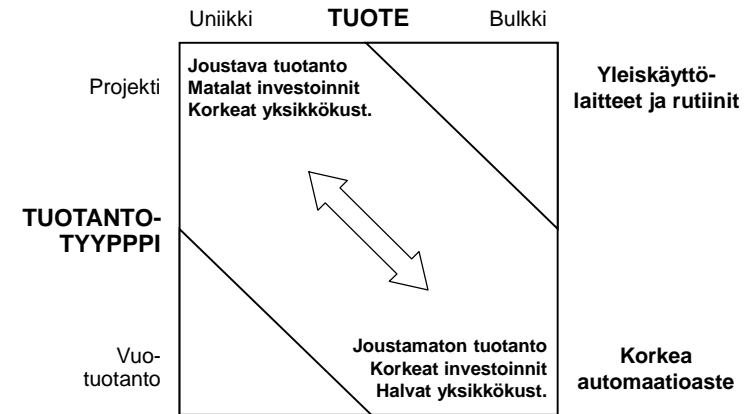 Uniikki TUOTE Bulkki
Projekti
Joustava tuotanto
Matalat investoinnit
Korkeat yksikkökust.
Yleiskäyttö-
laitteet ja rutiinit
TUOTANTO-
TYYPPPI
Vuo-
tuotanto
Joustamaton tuotanto
Korkeat investoinnit
Halvat yksikkökust.
Korkea
automaatioaste